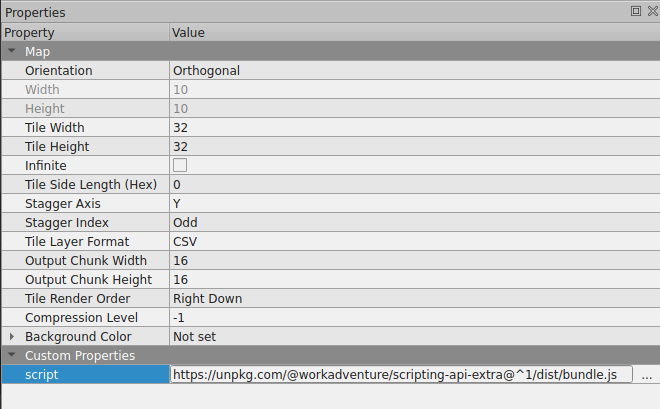 Properties
Property Value
Map
Orientation Orthogonal
Width 10
Height 10
Tile Width 32
Tile Height 32
Infinite
Tile Side Length (Hex) 0
Stagger Axis Y
Stagger Index Odd
Tile Layer Format CSV
Output Chunk Width 16
Output Chunk Height 16
Tile Render Order Right Down
Compression Level -1
Background Color Not set
Custom Properties
script https://unpkg.com/@workadventure/scripting-api-extra@^1/dist/bundle.js ...